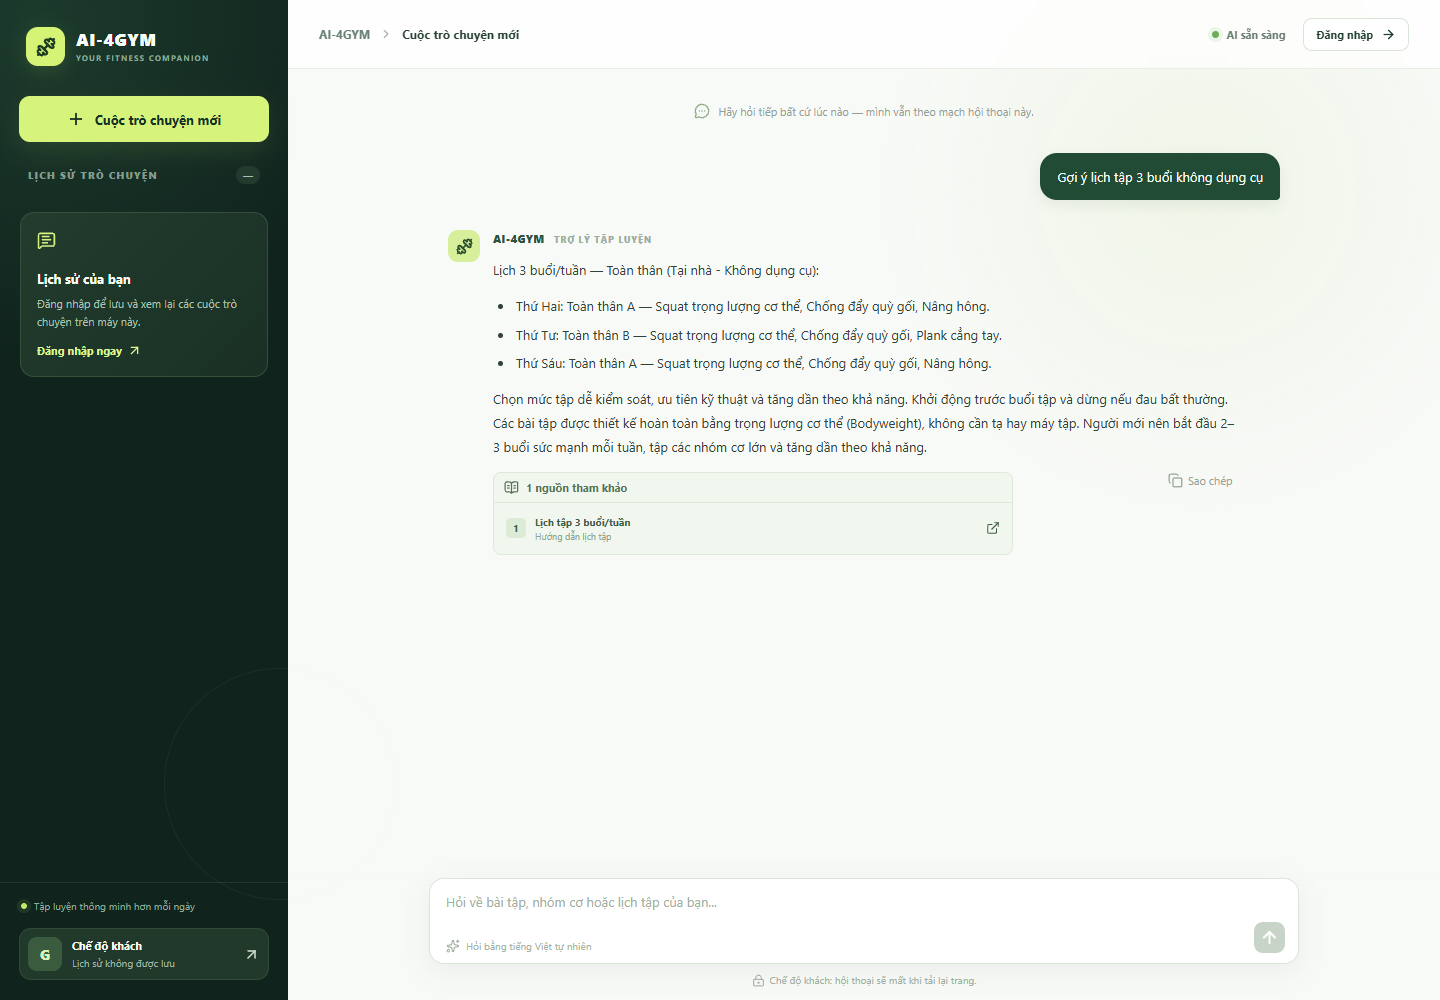 AI-4GYM
YOUR FITNESS COMPANION
Cuộc trò chuyện mới
LỊCH SỬ TRÒ CHUYỆN
—
Lịch sử của bạn
Đăng nhập để lưu và xem lại các cuộc trò
chuyện trên máy này.
Đăng nhập ngay
Tập luyện thông minh hơn mỗi ngày
G
Chế độ khách
Lịch sử không được lưu
AI-4GYM
Cuộc trò chuyện mới
AI sẵn sàng
Đăng nhập
Hãy hỏi tiếp bất cứ lúc nào — mình vẫn theo mạch hội thoại này.
Gợi ý lịch tập 3 buổi không dụng cụ
AI-4GYM TRỢ LÝ TẬP LUYỆN
Lịch 3 buổi/tuần — Toàn thân (Tại nhà - Không dụng cụ):
Thứ Hai: Toàn thân A — Squat trọng lượng cơ thể, Chống đẩy quỳ gối, Nâng hông.
Thứ Tư: Toàn thân B — Squat trọng lượng cơ thể, Chống đẩy quỳ gối, Plank cẳng tay.
Thứ Sáu: Toàn thân A — Squat trọng lượng cơ thể, Chống đẩy quỳ gối, Nâng hông.
Chọn mức tập dễ kiểm soát, ưu tiên kỹ thuật và tăng dần theo khả năng. Khởi động trước buổi tập và dừng nếu đau bất thường.
Các bài tập được thiết kế hoàn toàn bằng trọng lượng cơ thể (Bodyweight), không cần tạ hay máy tập. Người mới nên bắt đầu 2–
3 buổi sức mạnh mỗi tuần, tập các nhóm cơ lớn và tăng dần theo khả năng.
1 nguồn tham khảo
Sao chép
1
Lịch tập 3 buổi/tuần
Hướng dẫn lịch tập
Hỏi về bài tập, nhóm cơ hoặc lịch tập của bạn...
Hỏi bằng tiếng Việt tự nhiên
Chế độ khách: hội thoại sẽ mất khi tải lại trang.